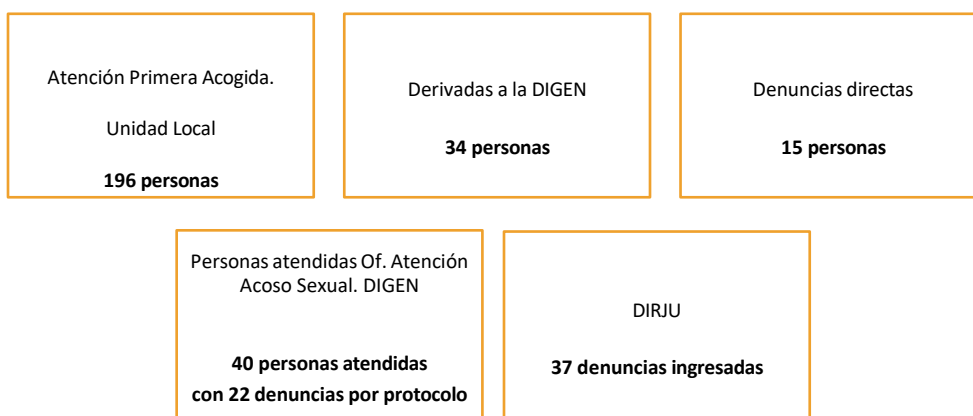 Atención Primera Acogida.
Unidad Local
196 personas
Derivadas a la DIGEN
34 personas
Denuncias directas
15 personas
Personas atendidas Of. Atención
Acoso Sexual. DIGEN
40 personas atendidas
con 22 denuncias por protocolo
DIRJU
37 denuncias ingresadas